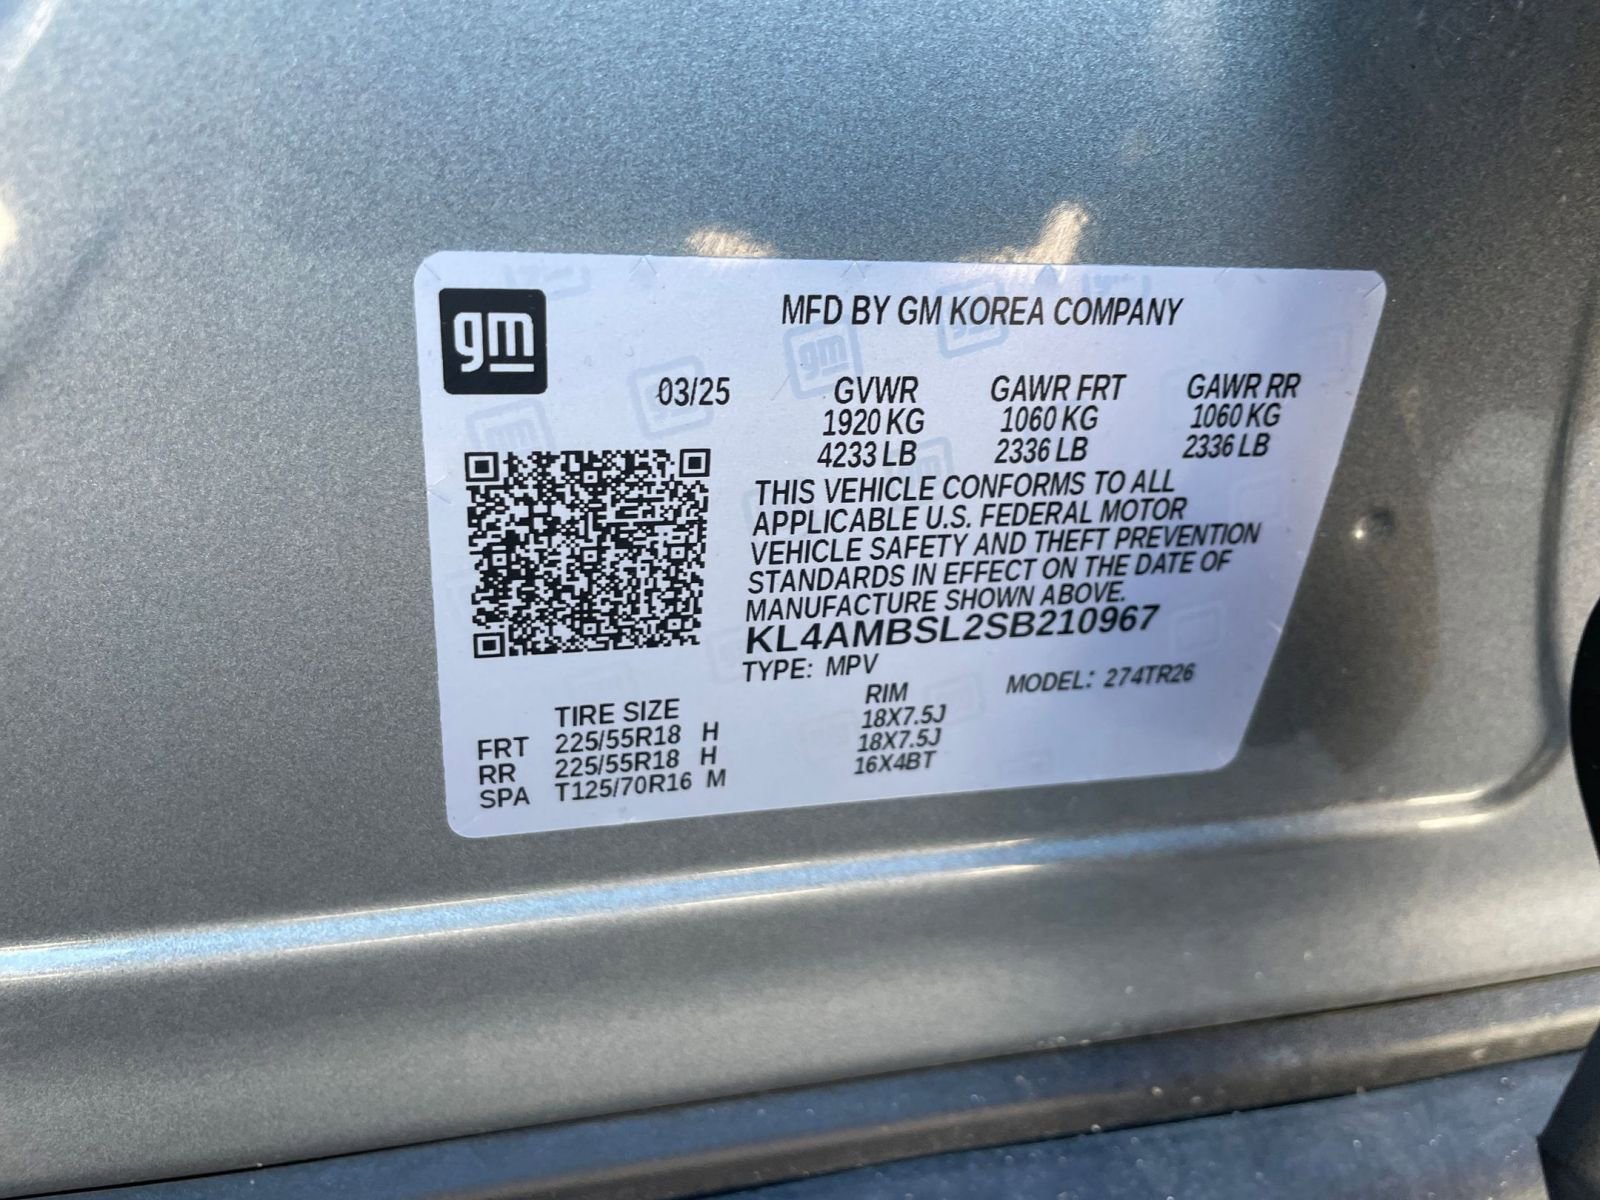 gm
MFD BY GM KOREA COMPANY
03/25 GVWR GAWR FRT GAWR RR
1920 KG 1060 KG 1060 KG
4233 LB 2336 LB 2336 LB
THIS VEHICLE CONFORMS TO ALL
APPLICABLE U.S. FEDERAL MOTOR
VEHICLE SAFETY AND THEFT PREVENTION
STANDARDS IN EFFECT ON THE DATE OF
MANUFACTURE SHOWN ABOVE.
KL4AMBSL2SB210967
TYPE: MPV MODEL: 274TR26
TIRE SIZE RIM
FRT 225/55R18 H 18X7.5J
RR 225/55R18 H 18X7.5J
SPA T125/70R16 M 16X4BT